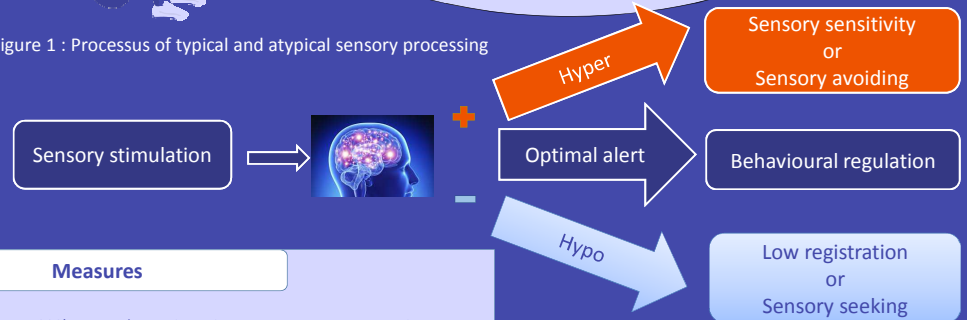 Sensory sensitivity
or
Sensory avoiding
igure 1 : Processus of typical and atypical sensory processing
Hyper
Sensory stimulation
Optimal alert
Behavioural regulation
Hypo
Low registration
or
Sensory seeking
Measures